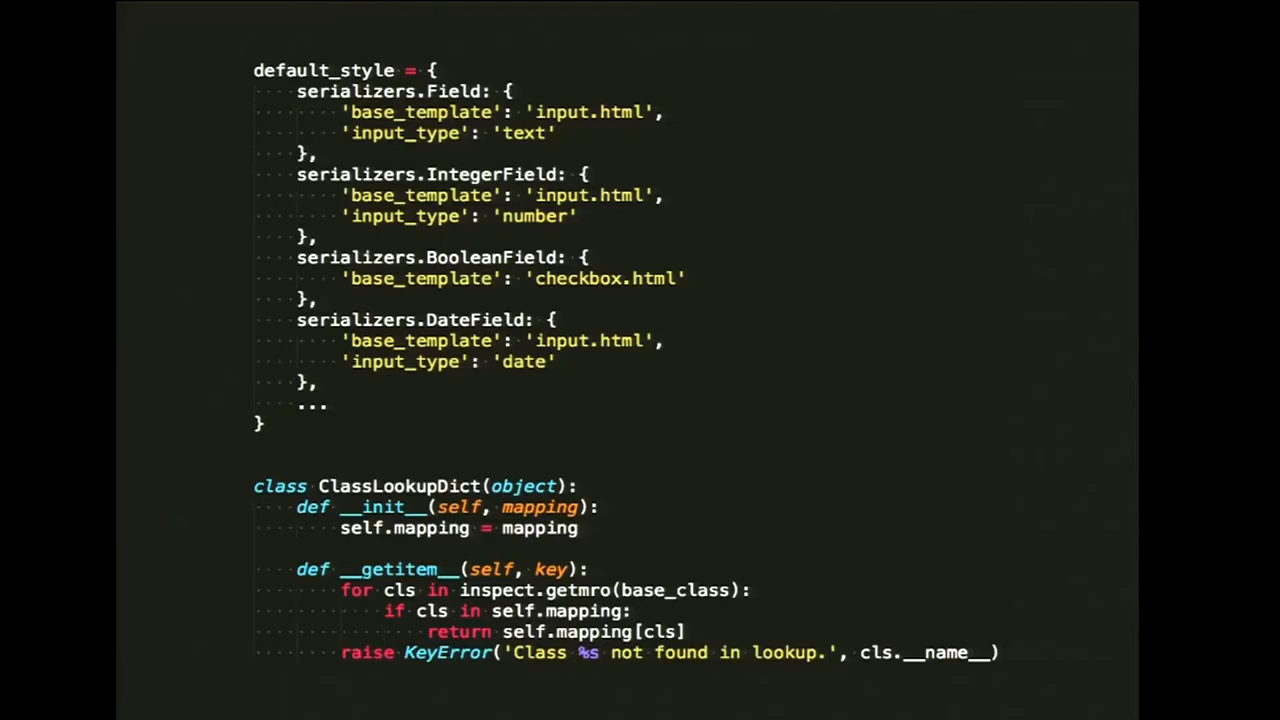 default_style = {
    serializers.Field: {
        'base_template': 'input.html',
        'input_type': 'text'
    },
    serializers.IntegerField: {
        'base_template': 'input.html',
        'input_type': 'number'
    },
    serializers.BooleanField: {
        'base_template': 'checkbox.html'
    },
    serializers.DateField: {
        'base_template': 'input.html',
        'input_type': 'date'
    },
    ...
}
class ClassLookupDict(object):
    def __init__(self, mapping):
        self.mapping = mapping
    def __getitem__(self, key):
        for cls in inspect.getmro(base_class):
            if cls in self.mapping:
                return self.mapping[cls]
        raise KeyError('Class %s not found in lookup.', cls.__name__)